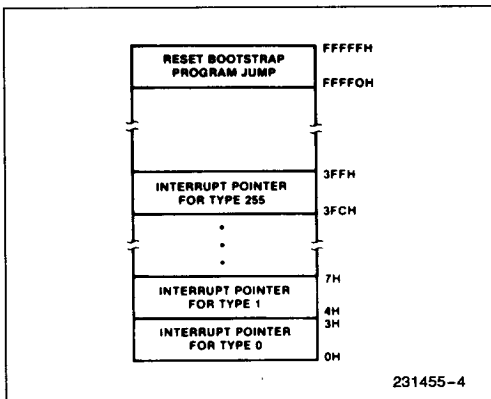 RESET BOOTSTRAP
PROGRAM JUMP
FFFFFH
FFFF0H
INTERRUPT POINTER
FOR TYPE 255
3FFH
3FCH
7H
INTERRUPT POINTER
FOR TYPE 1
4H
3H
INTERRUPT POINTER
FOR TYPE 0
0H
231455-4